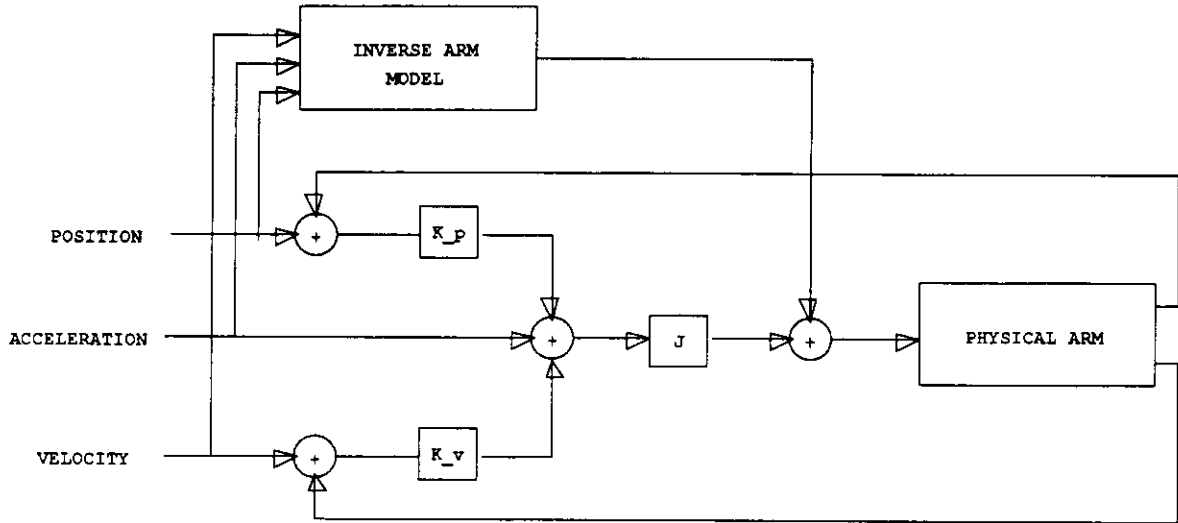 INVERSE ARM
MODEL
POSITION
+
K_p
ACCELERATION
+
J
+
PHYSICAL ARM
VELOCITY
+
K_v